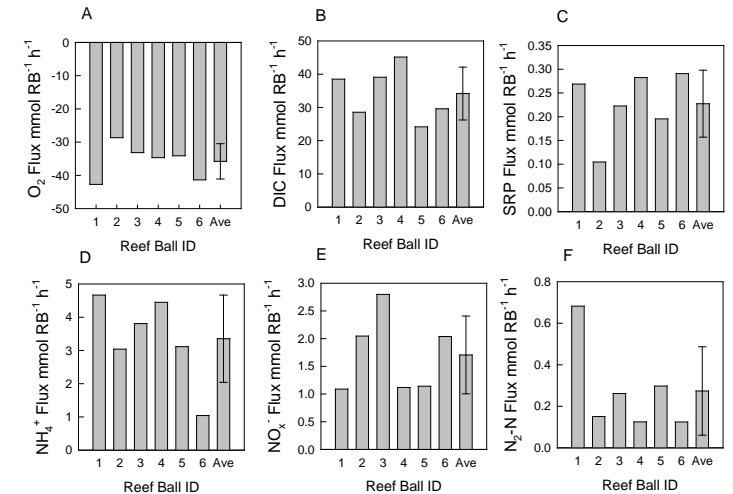 A
O₂ Flux mmol RB⁻¹ h⁻¹
0
-10
-20
-30
-40
-50
1 2 3 4 5 6 Ave
Reef Ball ID
B
DIC Flux mmol RB⁻¹ h⁻¹
50
40
30
20
10
0
1 2 3 4 5 6 Ave
Reef Ball ID
C
SRP Flux mmol RB⁻¹ h⁻¹
0.35
0.30
0.25
0.20
0.15
0.10
0.05
0.00
1 2 3 4 5 6 Ave
Reef Ball ID
D
NH₄⁺ Flux mmol RB⁻¹ h⁻¹
5
4
3
2
1
0
1 2 3 4 5 6 Ave
Reef Ball ID
E
NOₓ⁻ Flux mmol RB⁻¹ h⁻¹
3.0
2.5
2.0
1.5
1.0
0.5
0.0
1 2 3 4 5 6 Ave
Reef Ball ID
F
N₂-N Flux mmol RB⁻¹ h⁻¹
0.8
0.6
0.4
0.2
0.0
1 2 3 4 5 6 Ave
Reef Ball ID